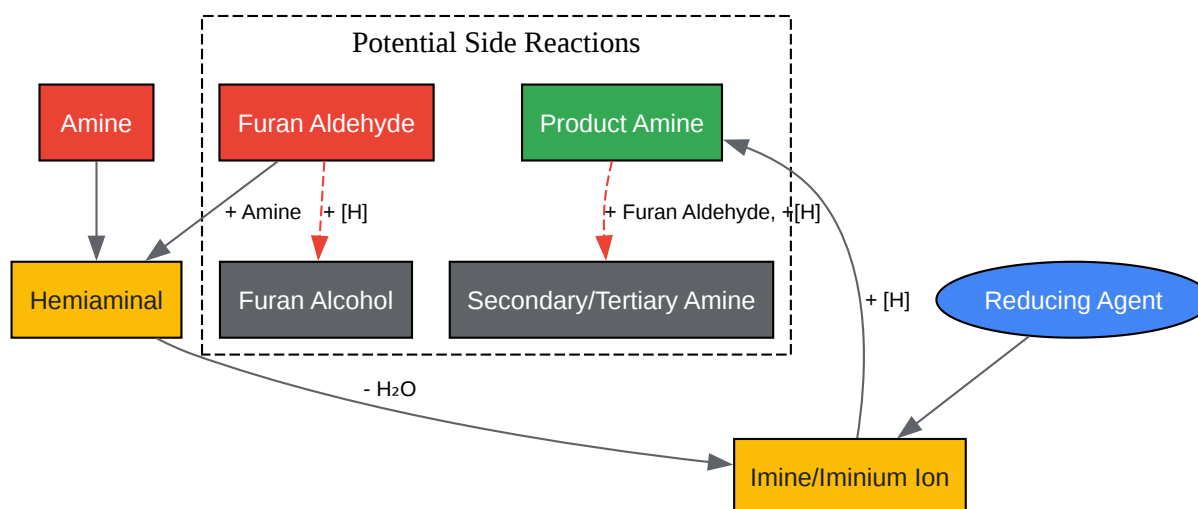 Potential Side Reactions
Amine
Furan Aldehyde
Product Amine
+ Amine
+ [H]
+ Furan Aldehyde, +[H]
Hemiaminal
Furan Alcohol
Secondary/Tertiary Amine
+ [H]
Reducing Agent
- H₂O
Imine/Iminium Ion